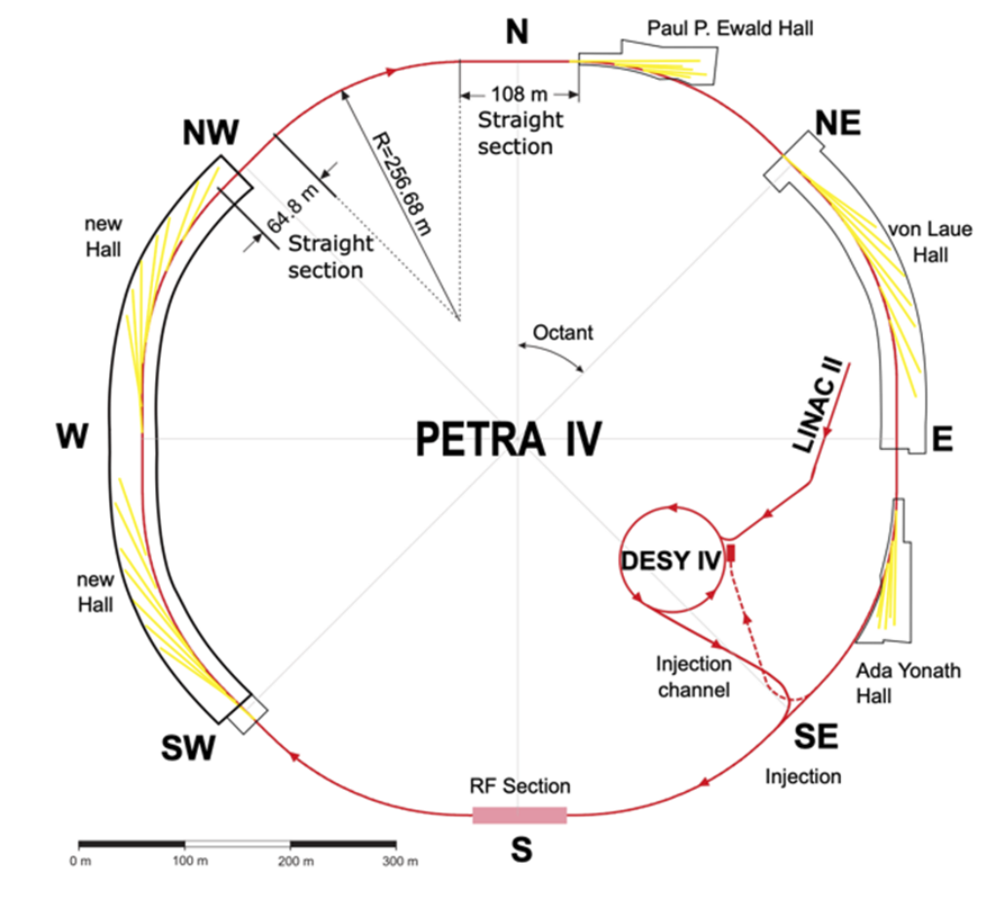 N
Paul P. Ewald Hall
108 m
Straight
section
NW
NE
R=256.68 m
64.8 m
Straight
section
new
Hall
von Laue
Hall
Octant
LINAC II
W
PETRA IV
E
DESY IV
new
Hall
Injection
channel
Ada Yonath
Hall
SW
SE
Injection
RF Section
S
0 m
100 m
200 m
300 m